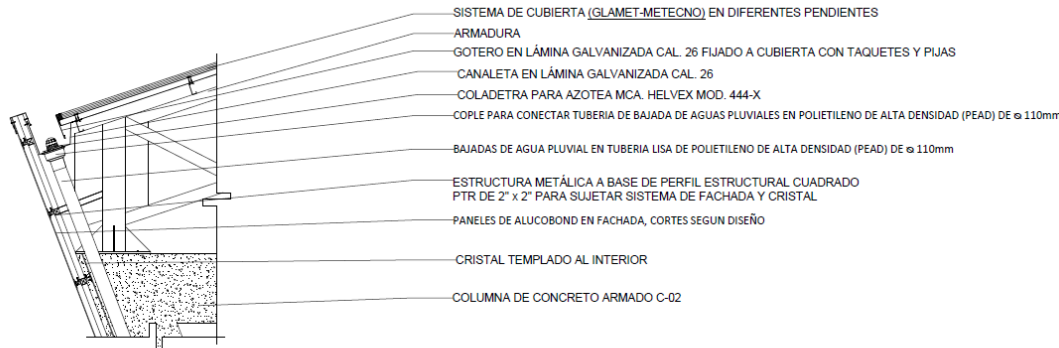 SISTEMA DE CUBIERTA (GLAMET-METECNO) EN DIFERENTES PENDIENTES
ARMADURA
GOTERO EN LÁMINA GALVANIZADA CAL. 26 FIJADO A CUBIERTA CON TAQUETES Y PIJAS
CANALETA EN LÁMINA GALVANIZADA CAL. 26
COLADETRA PARA AZOTEA MCA. HELVEX MOD. 444-X
COPLE PARA CONECTAR TUBERIA DE BAJADA DE AGUAS PLUVIALES EN POLIETILENO DE ALTA DENSIDAD (PEAD) DE ⌀ 110mm
BAJADAS DE AGUA PLUVIAL EN TUBERIA LISA DE POLIETILENO DE ALTA DENSIDAD (PEAD) DE ⌀ 110mm
ESTRUCTURA METÁLICA A BASE DE PERFIL ESTRUCTURAL CUADRADO
PTR DE 2" x 2" PARA SUJETAR SISTEMA DE FACHADA Y CRISTAL
PANELES DE ALUCOBOND EN FACHADA, CORTES SEGUN DISEÑO
CRISTAL TEMPLADO AL INTERIOR
COLUMNA DE CONCRETO ARMADO C-02